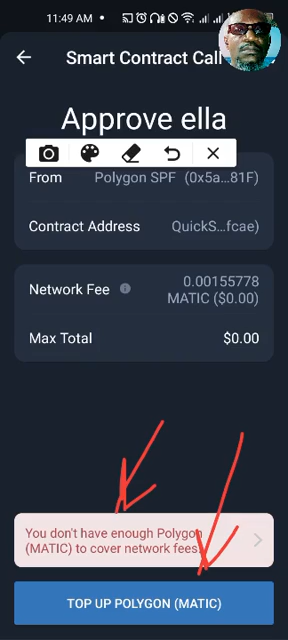 11:49 AM
Smart Contract Call
Approve ella
From Polygon SPF (0x5a...81F)
Contract Address QuickS...fcae)
Network Fee 0.00155778
MATIC ($0.00)
Max Total $0.00
You don't have enough Polygon
(MATIC) to cover network fees.
TOP UP POLYGON (MATIC)